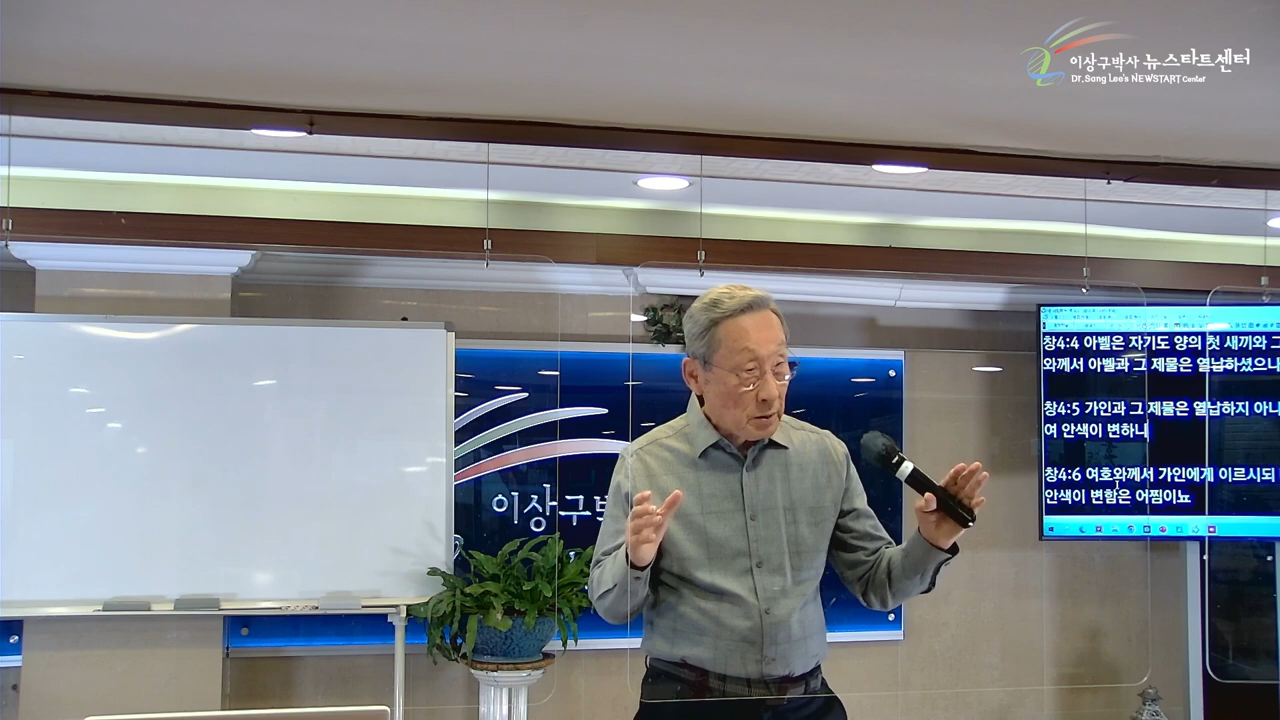 이상구박사 뉴스타트센터
Dr. Sang Lee's NEWSTART Center
이상구박
창4:4 아벨은 자기도 양의 첫 새끼와 그
와께서 아벨과 그 제물은 열납하셨으나
창4:5 가인과 그 제물은 열납하지 아니
여 안색이 변하니
창4:6 여호와께서 가인에게 이르시되
안색이 변함은 어찜이뇨